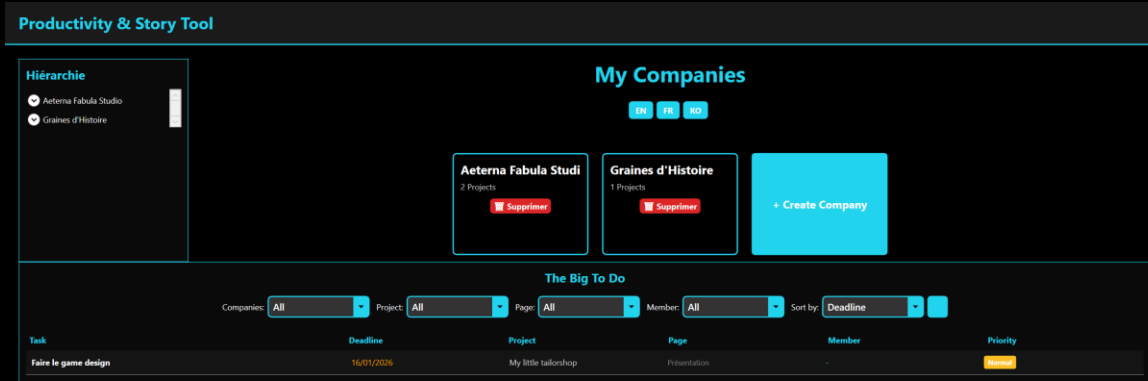 Productivity & Story Tool
Hiérarchie
Aeterna Fabula Studio
Graines d'Histoire
My Companies
EN FR KO
Aeterna Fabula Studi
2 Projects
Supprimer
Graines d'Histoire
1 Projects
Supprimer
+ Create Company
The Big To Do
Companies: All Project: All Page: All Member: All Sort by: Deadline
Task Deadline Project Page Member Priority
Faire le game design 16/01/2026 My little tailorshop Présentation - Normal